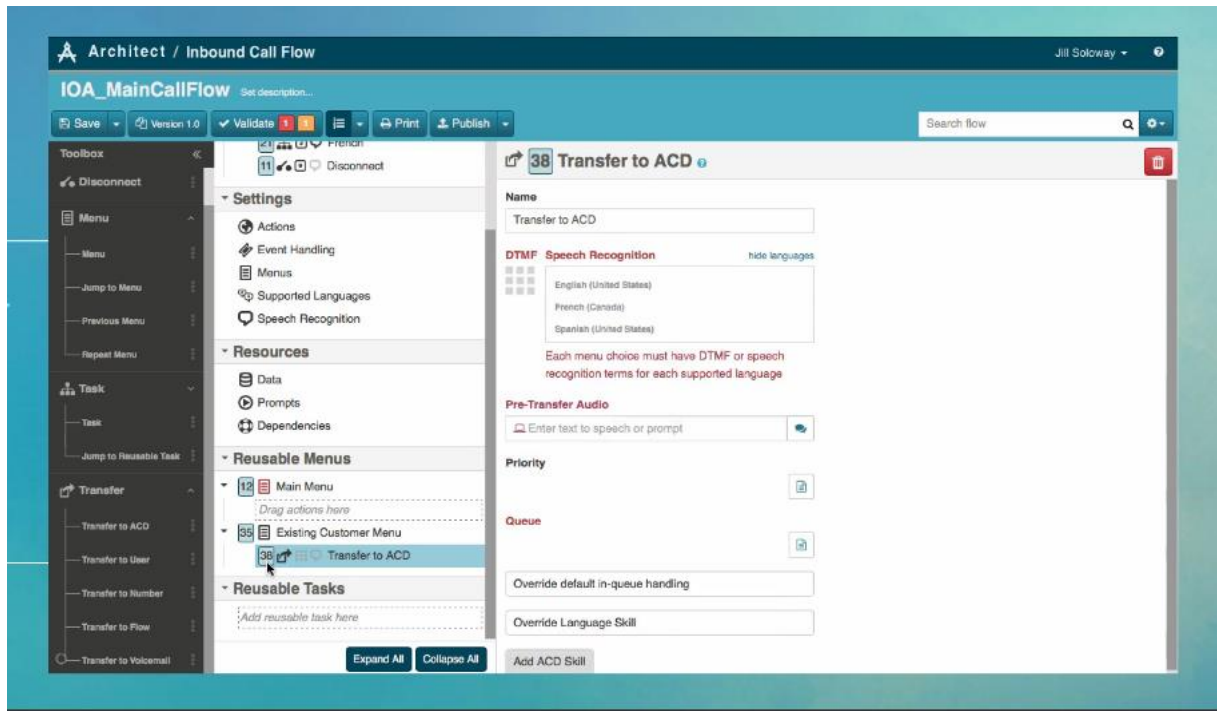 Architect / Inbound Call Flow
Jill Soloway
IOA_MainCallFlow Set description...
Save Version 1.0 Validate 1 1 Print Publish
Search flow
Toolbox
Disconnect
Menu
Menu
Jump to Menu
Previous Menu
Repeat Menu
Task
Task
Jump to Reusable Task
Transfer
Transfer to ACD
Transfer to User
Transfer to Number
Transfer to Flow
Transfer to Voicemail
21 French
11 Disconnect
Settings
Actions
Event Handling
Menus
Supported Languages
Speech Recognition
Resources
Data
Prompts
Dependencies
Reusable Menus
12 Main Menu
Drag actions here
35 Existing Customer Menu
38 Transfer to ACD
Reusable Tasks
Add reusable task here
Expand All Collapse All
38 Transfer to ACD
Name
Transfer to ACD
DTMF Speech Recognition hide languages
English (United States)
French (Canada)
Spanish (United States)
Each menu choice must have DTMF or speech
recognition terms for each supported language
Pre-Transfer Audio
Enter text to speech or prompt
Priority
Queue
Override default in-queue handling
Override Language Skill
Add ACD Skill